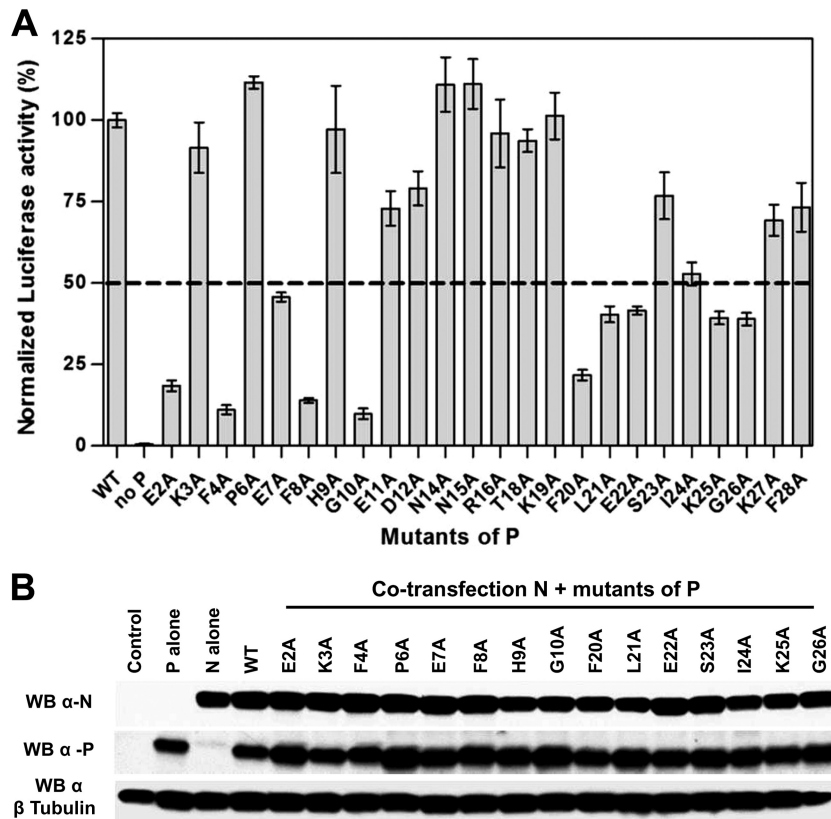 A
Normalized Luciferase activity (%)
125
100
75
50
25
0
WT
no P
E2A
K3A
F4A
P6A
E7A
F8A
H9A
G10A
E11A
D12A
N14A
N15A
R16A
T18A
K19A
F20A
L21A
E22A
S23A
I24A
K25A
G26A
K27A
F28A
Mutants of P
B
Co-transfection N + mutants of P
Control
P alone
N alone
WT
E2A
K3A
F4A
P6A
E7A
F8A
H9A
G10A
F20A
L21A
E22A
S23A
I24A
K25A
G26A
WB α-N
WB α -P
WB α
β Tubulin